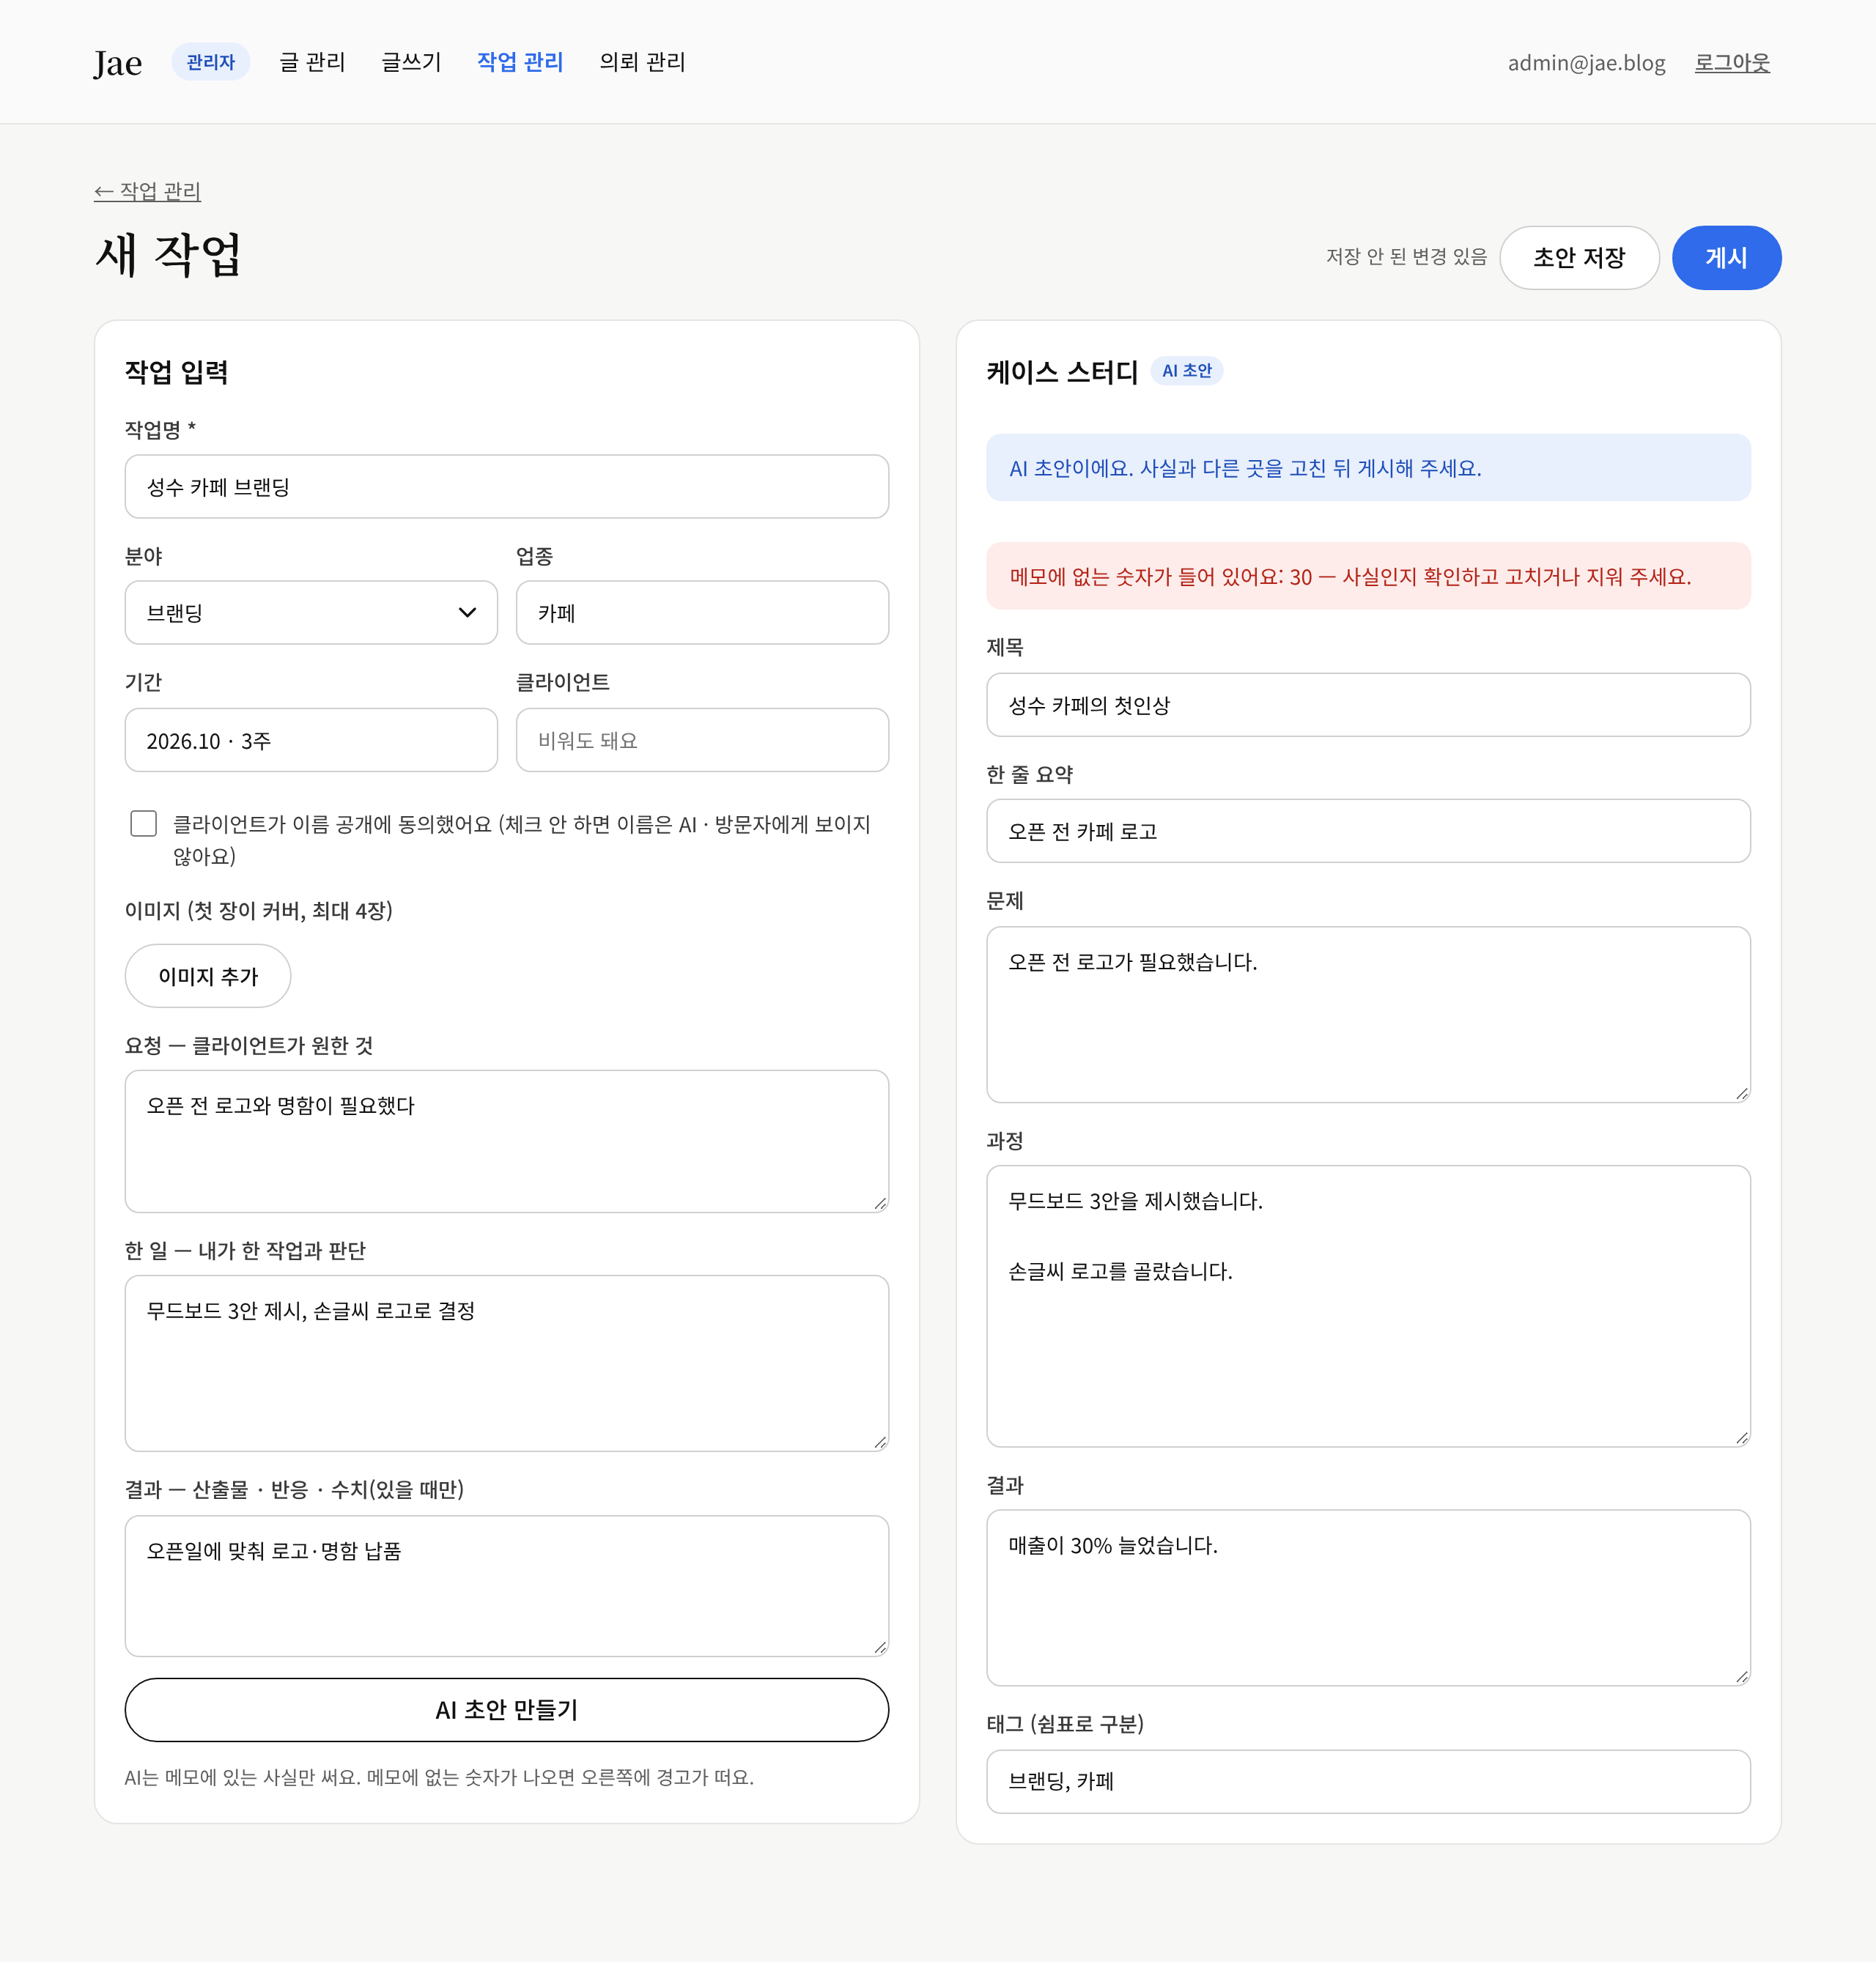 Jae 관리자 글 관리 글쓰기 작업 관리 의뢰 관리 admin@jae.blog 로그아웃
← 작업 관리
새 작업
저장 안 된 변경 있음 초안 저장 게시
작업 입력
작업명 *
성수 카페 브랜딩
분야 업종
브랜딩 카페
기간 클라이언트
2026.10 · 3주 비워도 돼요
클라이언트가 이름 공개에 동의했어요 (체크 안 하면 이름은 AI · 방문자에게 보이지
않아요)
이미지 (첫 장이 커버, 최대 4장)
이미지 추가
요청 — 클라이언트가 원한 것
오픈 전 로고와 명함이 필요했다
한 일 — 내가 한 작업과 판단
무드보드 3안 제시, 손글씨 로고로 결정
결과 — 산출물 · 반응 · 수치(있을 때만)
오픈일에 맞춰 로고·명함 납품
AI 초안 만들기
AI는 메모에 있는 사실만 써요. 메모에 없는 숫자가 나오면 오른쪽에 경고가 떠요.
케이스 스터디 AI 초안
AI 초안이에요. 사실과 다른 곳을 고친 뒤 게시해 주세요.
메모에 없는 숫자가 들어 있어요: 30 — 사실인지 확인하고 고치거나 지워 주세요.
제목
성수 카페의 첫인상
한 줄 요약
오픈 전 카페 로고
문제
오픈 전 로고가 필요했습니다.
과정
무드보드 3안을 제시했습니다.
손글씨 로고를 골랐습니다.
결과
매출이 30% 늘었습니다.
태그 (쉼표로 구분)
브랜딩, 카페